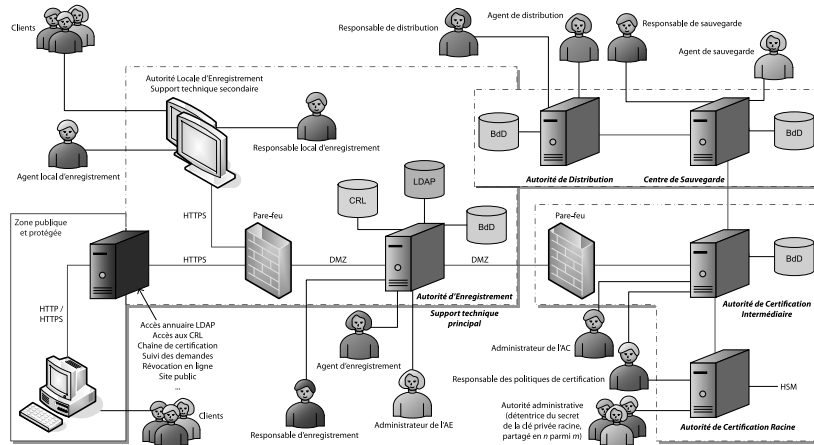 Clients
Autorité Locale d'Enregistrement
Support technique secondaire
Agent local d'enregistrement
Responsable local d'enregistrement
Responsable de distribution
Agent de distribution
Responsable de sauvegarde
Agent de sauvegarde
BdD
BdD
Autorité de Distribution
Centre de Sauvegarde
Zone publique
et protégée
HTTPS
Pare-feu
CRL
LDAP
BdD
Pare-feu
BdD
HTTPS
DMZ
DMZ
Autorité d'Enregistrement
Support technique
principal
Autorité de Certification
Intermédiaire
HTTP /
HTTPS
Accès annuaire LDAP
Accès aux CRL
Chaîne de certification
Suivi des demandes
Révocation en ligne
Site public
...
Agent d'enregistrement
Administrateur de l'AC
Responsable des politiques de certification
HSM
Clients
Responsable d'enregistrement
Administrateur de l'AE
Autorité administrative
(détentrice du secret
de la clé privée racine,
partagé en n parmi m)
Autorité de Certification Racine